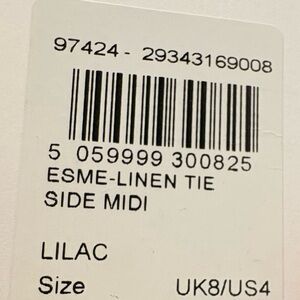 97424 - 29343169008
5 059999 300825
ESME-LINEN TIE
SIDE MIDI
LILAC
Size UK8/US4